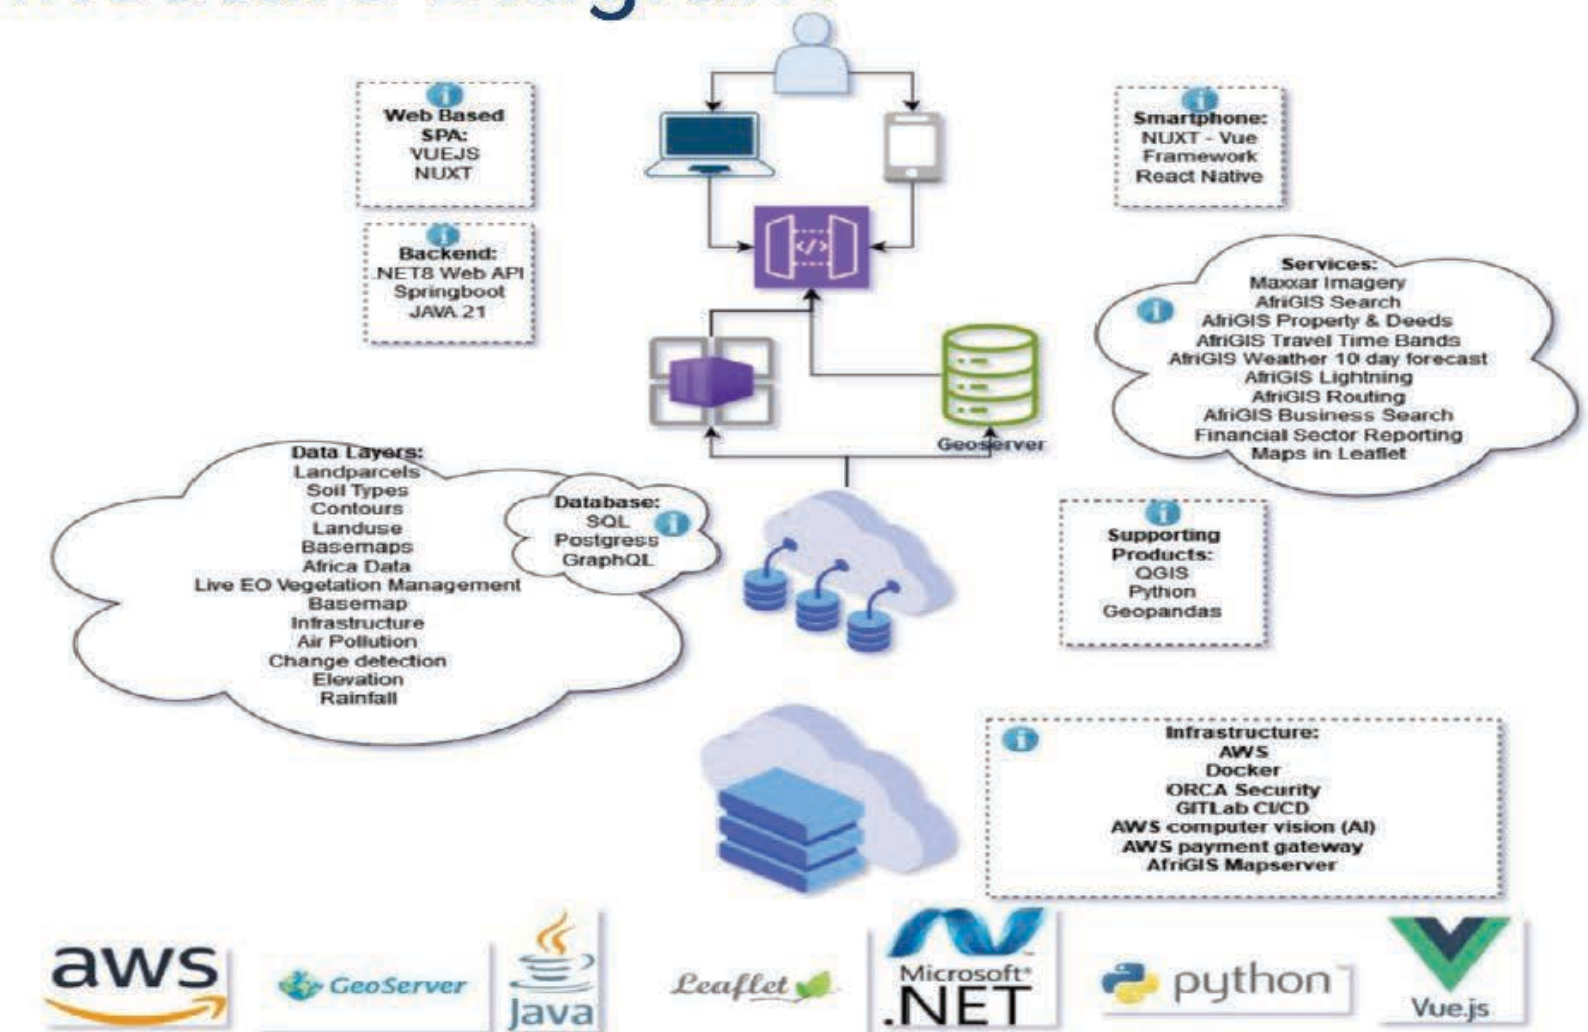 Web Based
SPA:
VUEJS
NUXT
Smartphone:
NUXT - Vue
Framework
React Native
Backend:
.NET8 Web API
Springboot
JAVA 21
</>
Services:
Maxxar Imagery
AfriGIS Search
AfriGIS Property & Deeds
AfriGIS Travel Time Bands
AfriGIS Weather 10 day forecast
AfriGIS Lightning
AfriGIS Routing
AfriGIS Business Search
Financial Sector Reporting
Maps in Leaflet
Geoserver
Data Layers:
Landparcels
Soil Types
Contours
Landuse
Basemaps
Africa Data
Live EO Vegetation Management
Basemap
Infrastructure
Air Pollution
Change detection
Elevation
Rainfall
Database:
SQL
Postgress
GraphQL
Supporting
Products:
QGIS
Python
Geopandas
Infrastructure:
AWS
Docker
ORCA Security
GITLab CI/CD
AWS computer vision (AI)
AWS payment gateway
AfriGIS Mapserver
aws
GeoServer
Java
Leaflet
Microsoft
.NET
python
Vue.js